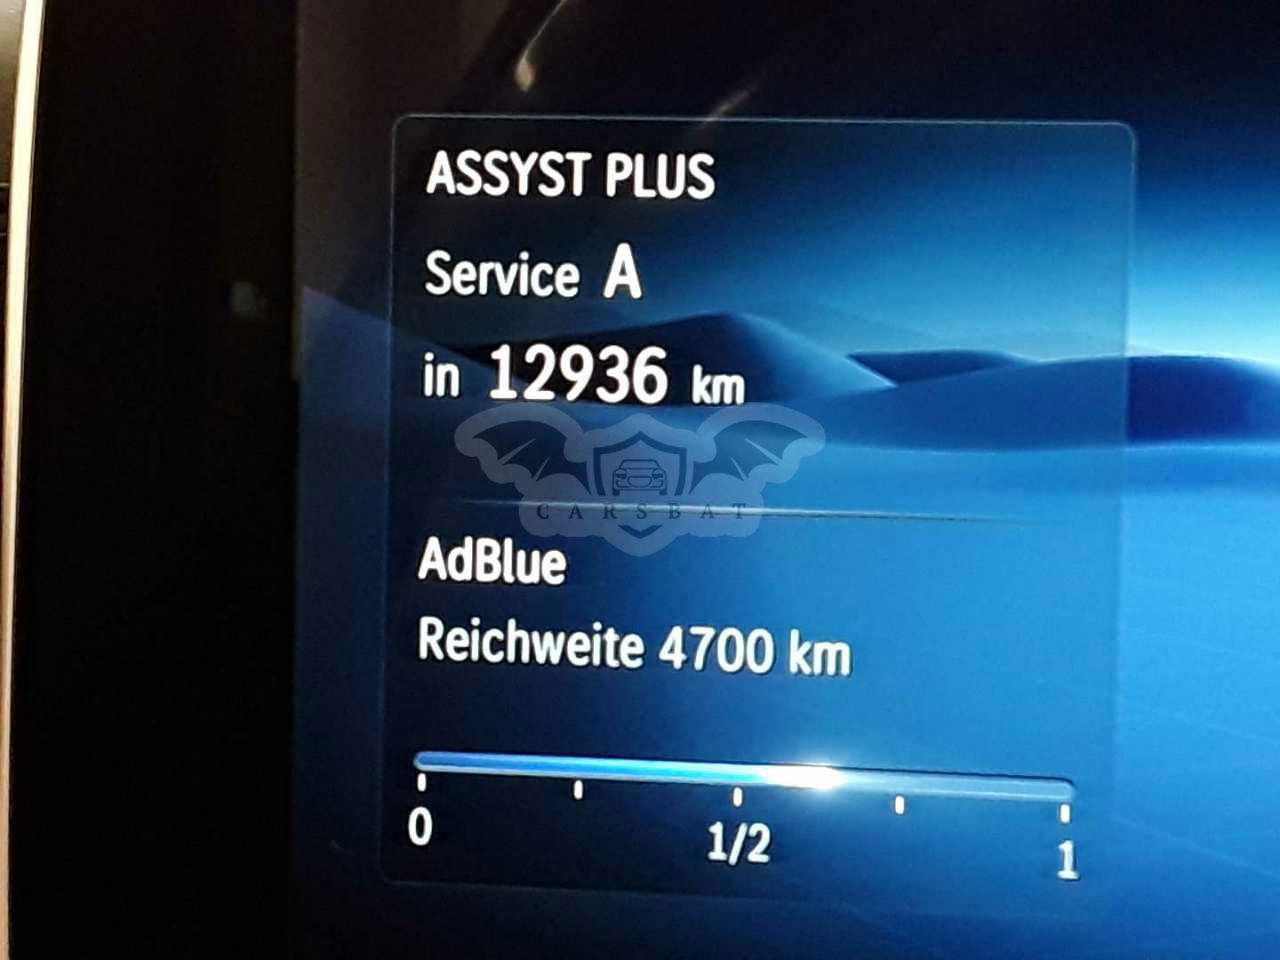 ASSYST PLUS
Service A
in 12936 km
CARSBAT
AdBlue
Reichweite 4700 km
0 1/2 1